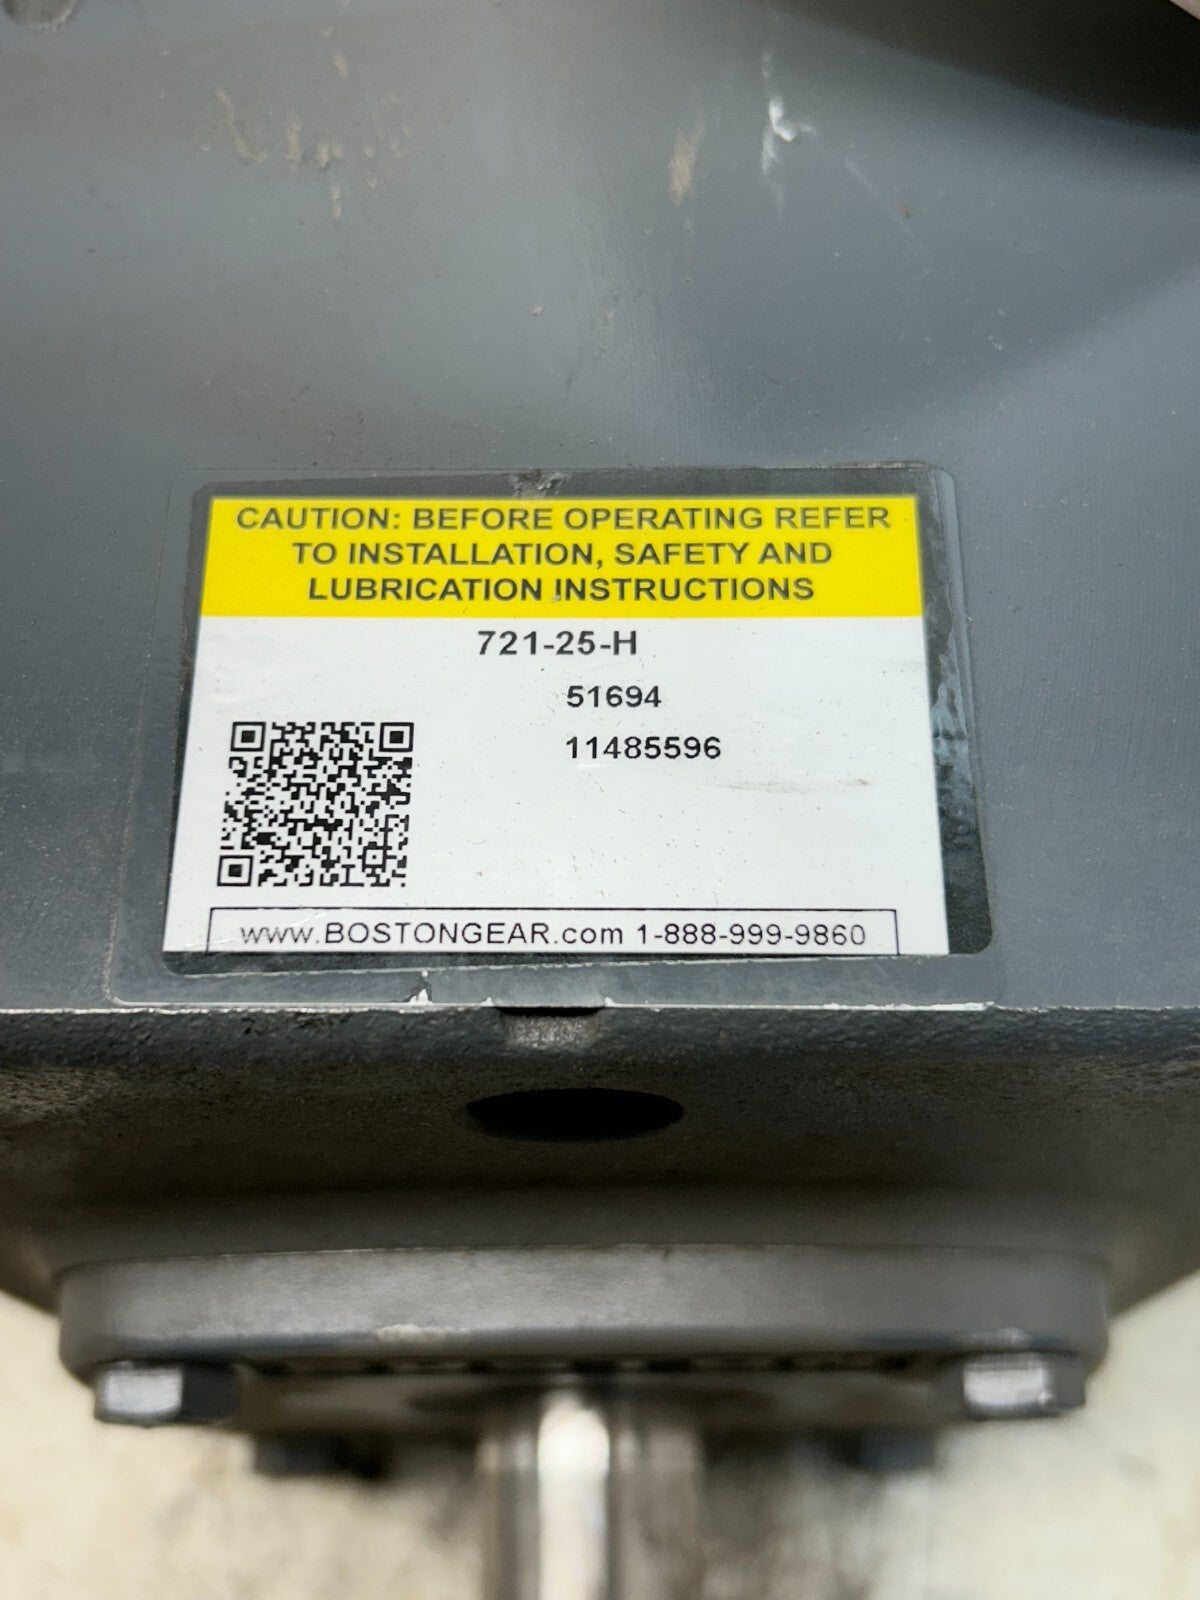 CAUTION: BEFORE OPERATING REFER
TO INSTALLATION, SAFETY AND
LUBRICATION INSTRUCTIONS
721-25-H
51694
11485596
www.BOSTONGEAR.com 1-888-999-9860